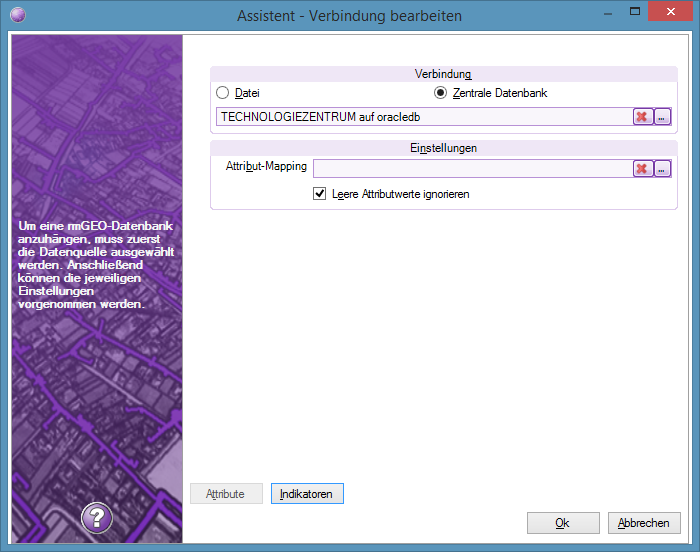 Assistent - Verbindung bearbeiten
Verbindung
Datei
Zentrale Datenbank
TECHNOLOGIEZENTRUM auf oracledb
...
Einstellungen
Attribut-Mapping
...
Leere Attributwerte ignorieren
Um eine rmGEO-Datenbank
anzuhängen, muss zuerst
die Datenquelle ausgewählt
werden. Anschließend
können die jeweiligen
Einstellungen
vorgenommen werden.
?
Attribute
Indikatoren
Ok
Abbrechen